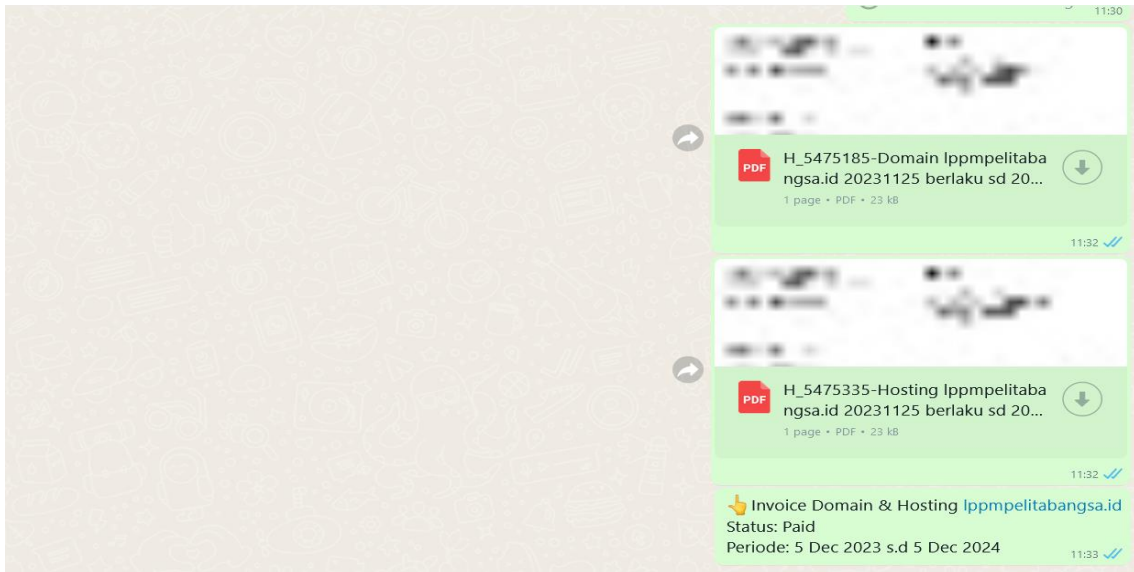 11:30
PDF
H_5475185-Domain lppmpelitaba
ngsa.id 20231125 berlaku sd 20...
1 page • PDF • 23 kB
11:32
PDF
H_5475335-Hosting lppmpelitaba
ngsa.id 20231125 berlaku sd 20...
1 page • PDF • 23 kB
11:32
👆Invoice Domain & Hosting lppmpelitabangsa.id
Status: Paid
Periode: 5 Dec 2023 s.d 5 Dec 2024
11:33